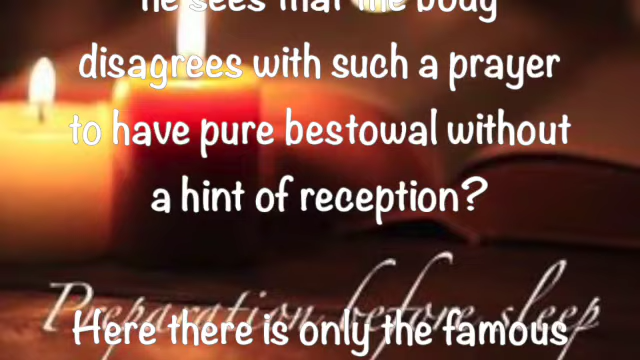 he sees that the body
disagrees with such a prayer
to have pure bestowal without
a hint of reception?
Preparation before sleep
Here there is only the famous